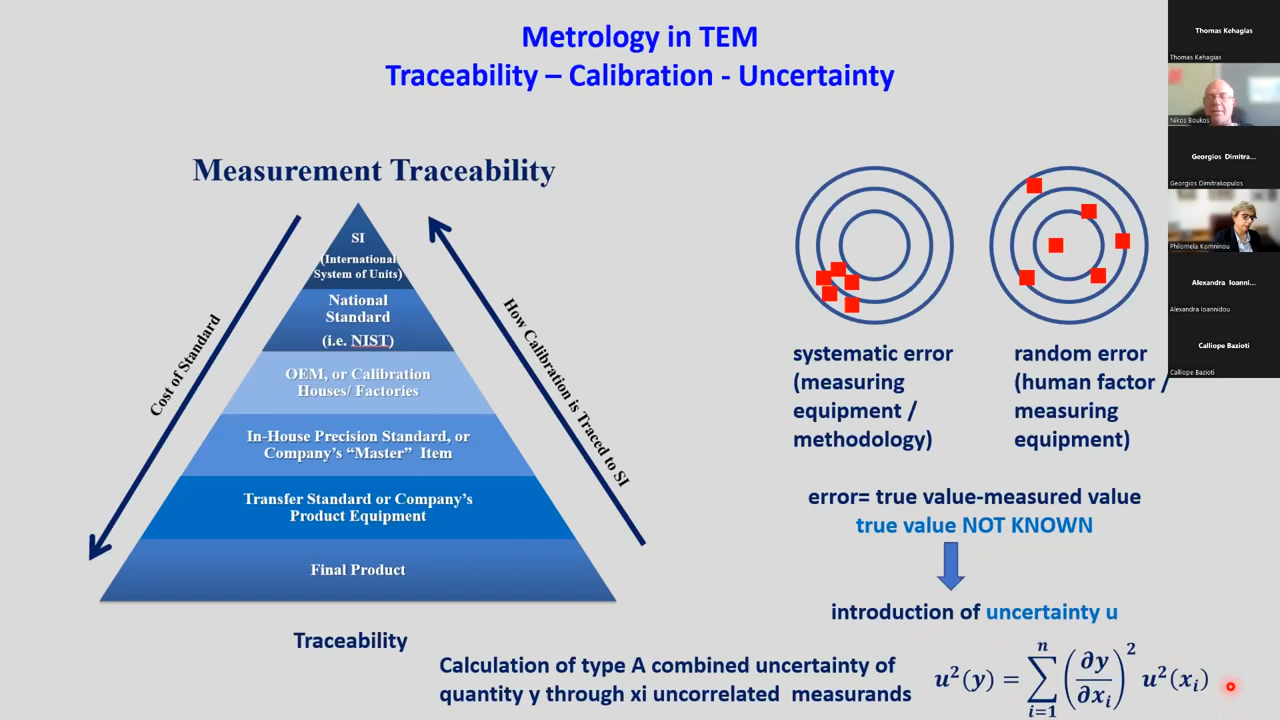 Metrology in TEM
Traceability – Calibration - Uncertainty
Measurement Traceability
SI
(International
System of Units)
National
Standard
(i.e. NIST)
OEM, or Calibration
Houses/ Factories
In-House Precision Standard, or
Company's “Master” Item
Transfer Standard or Company's
Product Equipment
Final Product
Cost of Standard
How Calibration is Traced to SI
Traceability
systematic error
(measuring
equipment /
methodology)
random error
(human factor /
measuring
equipment)
error= true value-measured value
true value NOT KNOWN
introduction of uncertainty u
Calculation of type A combined uncertainty of
quantity y through xi uncorrelated measurands
u²(y) = ∑ᵢ₌₁ⁿ (∂y/∂xᵢ)² u²(xᵢ)
Thomas Kehagias
Thomas Kehagias
Nikos Boukos
Georgios Dimitra...
Georgios Dimitrakopulos
Philomela Komninou
Alexandra Ioanni...
Alexandra Ioannidou
Calliope Bazioti
Calliope Bazioti